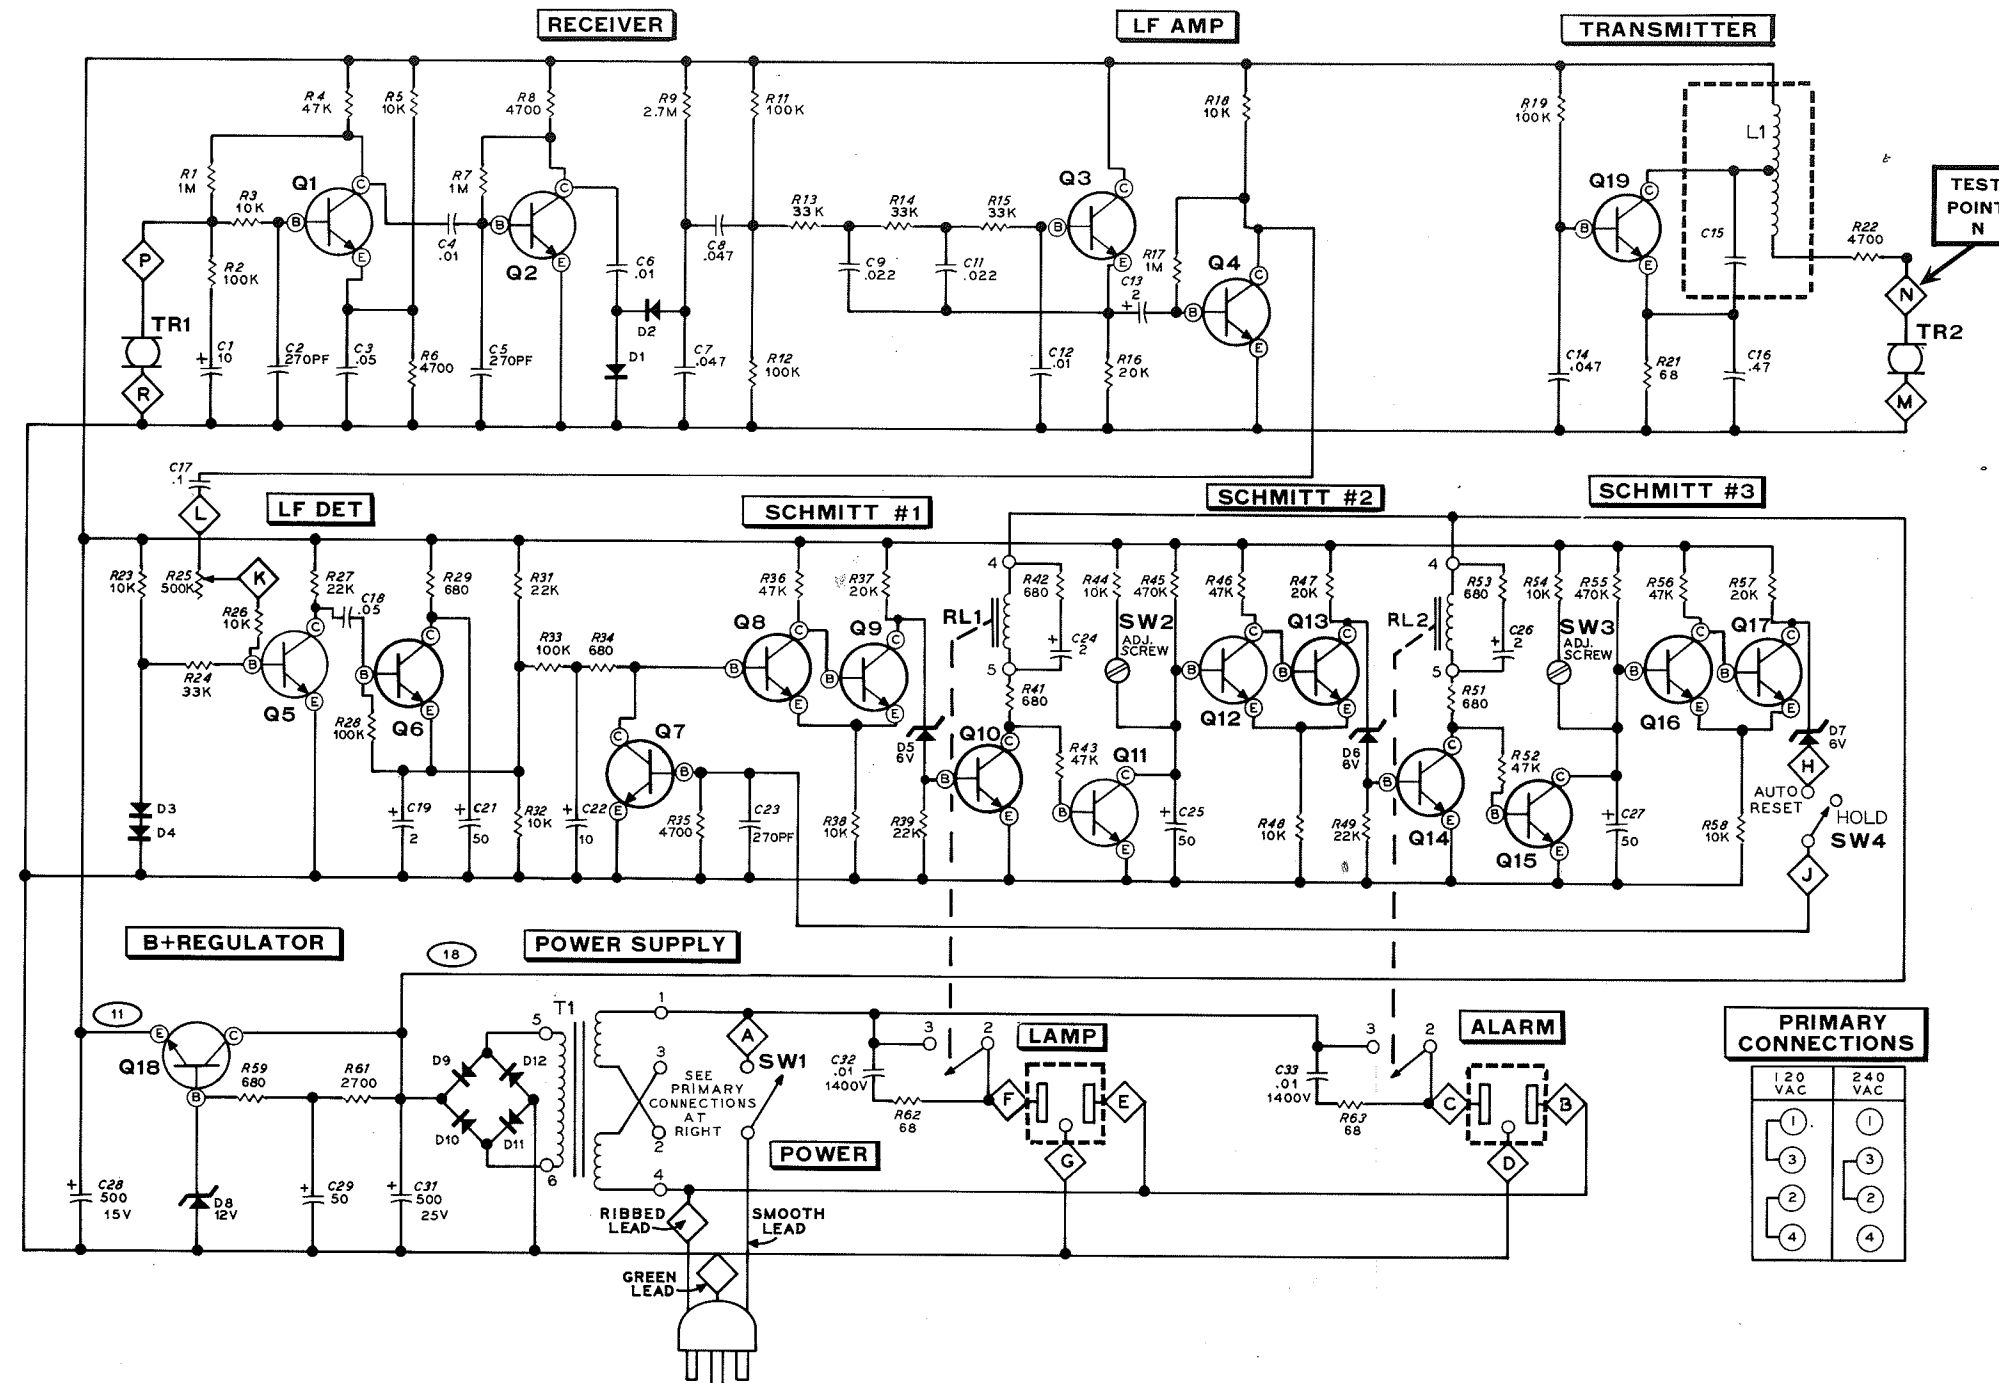 RECEIVER
LF AMP
TRANSMITTER
R4
47K
R5
10K
R8
4700
R9
2.7M
R11
100K
R18
10K
R19
100K
L1
R1
1M
R3
10K
Q1
C
B
E
R7
1M
C4
.01
Q2
C
B
E
C6
.01
C8
.047
R13
33K
R14
33K
R15
33K
Q3
C
B
E
R17
1M
Q4
C
B
E
Q19
C
B
E
C15
R22
4700
TEST
POINT
N
N
P
R2
100K
C9
.022
C11
.022
+
C13
2
TR1
R
+
C1
10
C2
270PF
C3
.05
R6
4700
C5
270PF
D1
D2
C7
.047
R12
100K
C12
.01
R16
20K
C14
.047
R21
68
C16
.47
TR2
M
C17
.1
L
LF DET
SCHMITT #1
SCHMITT #2
SCHMITT #3
R23
10K
R25
500K
K
R26
10K
R27
22K
C18
.05
R29
680
R31
22K
R36
47K
R37
20K
4
R42
680
R44
10K
R45
470K
R46
47K
R47
20K
4
R53
680
R54
10K
R55
470K
R56
47K
R57
20K
R24
33K
B
C
E
Q5
R28
100K
B
C
E
Q6
R33
100K
R34
680
Q8
C
B
E
Q9
C
B
E
RL1
+
C24
2
5
R41
680
SW2
ADJ.
SCREW
Q12
C
B
E
Q13
C
B
E
RL2
+
C26
2
5
R51
680
SW3
ADJ.
SCREW
Q16
C
B
E
Q17
C
B
E
Q7
C
B
E
D5
6V
Q10
C
B
E
R43
47K
Q11
C
B
E
D6
6V
Q14
C
B
E
R52
47K
Q15
C
B
E
D7
6V
H
AUTO
RESET
HOLD
SW4
J
D3
D4
+
C19
2
+
C21
50
R32
10K
+
C22
10
R35
4700
C23
270PF
R38
10K
R39
22K
+
C25
50
R48
10K
R49
22K
+
C27
50
R58
10K
B+REGULATOR
18
POWER SUPPLY
11
E
C
B
Q18
R59
680
R61
2700
D9
D12
D10
D11
T1
5
6
1
3
2
4
SEE
PRIMARY
CONNECTIONS
AT
RIGHT
A
SW1
POWER
C32
.01
1400V
3
2
R62
68
LAMP
F
E
G
C33
.01
1400V
3
2
R63
68
ALARM
C
B
D
+
C28
500
15V
D8
12V
+
C29
50
+
C31
500
25V
RIBBED
LEAD
SMOOTH
LEAD
GREEN
LEAD
PRIMARY
CONNECTIONS
120
VAC
240
VAC
1
3
2
4
1
3
2
4